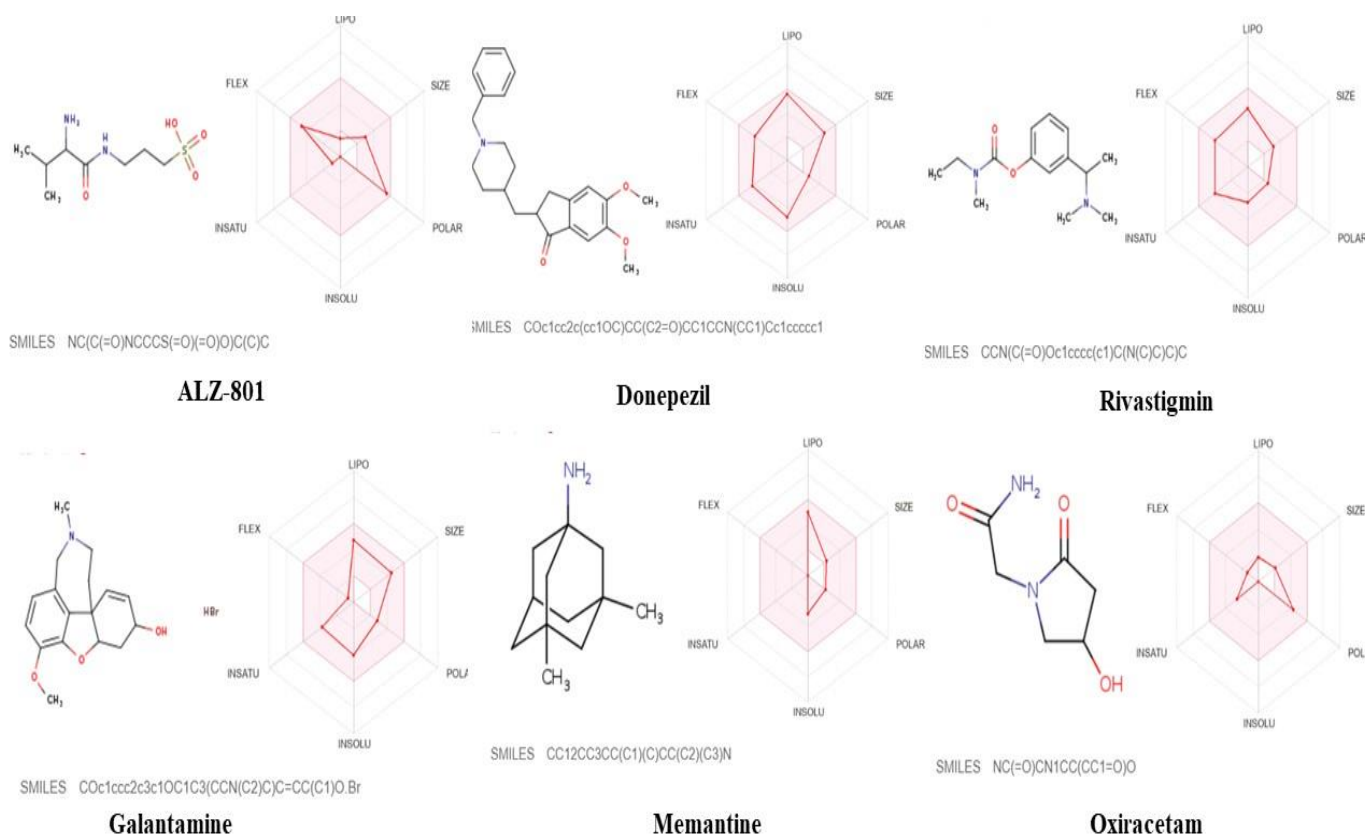 LIPO
FLEX
SIZE
NH₂
H
N
HO
O
O
S
H₃C
O
CH₃
INSATU
POLAR
INSOLU
SMILES NC(C(=O)NCCCS(=O)(=O)O)C(C)C
ALZ-801
LIPO
FLEX
SIZE
N
O
CH₃
O
O
CH₃
INSATU
POLAR
INSOLU
SMILES COc1cc2c(cc1OC)CC(C2=O)CC1CCN(CC1)Cc1ccccc1
Donepezil
LIPO
FLEX
SIZE
O
H₃C
N
O
CH₃
CH₃
N
H₃C
CH₃
INSATU
POLAR
INSOLU
SMILES CCN(C(=O)Oc1cccc(c1)C(N(C)C)C)C
Rivastigmin
LIPO
FLEX
SIZE
H₃C
N
HBr
OH
O
O
CH₃
INSATU
INSOLU
SMILES COc1ccc2c3c1OC1C3(CCN(C2)C)C=CC(C1)O.Br
Galantamine
LIPO
FLEX
SIZE
NH₂
CH₃
CH₃
INSATU
POLAR
INSOLU
SMILES CC12CC3CC(C1)(C)CC(C2)(C3)N
Memantine
LIPO
FLEX
SIZE
NH₂
O
O
N
OH
INSATU
INSOLU
SMILES NC(=O)CN1CC(CC1=O)O
Oxiracetam